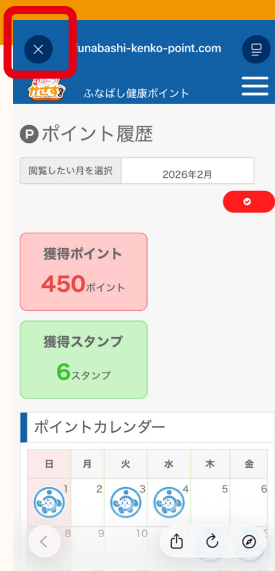 funabashi-kenko-point.com
ふなばし健康ポイント
Pポイント履歴
閲覧したい月を選択 2026年2月
獲得ポイント
450ポイント
獲得スタンプ
6スタンプ
ポイントカレンダー
日 月 火 水 木 金
1 2 3 4 5 6
8 9 10